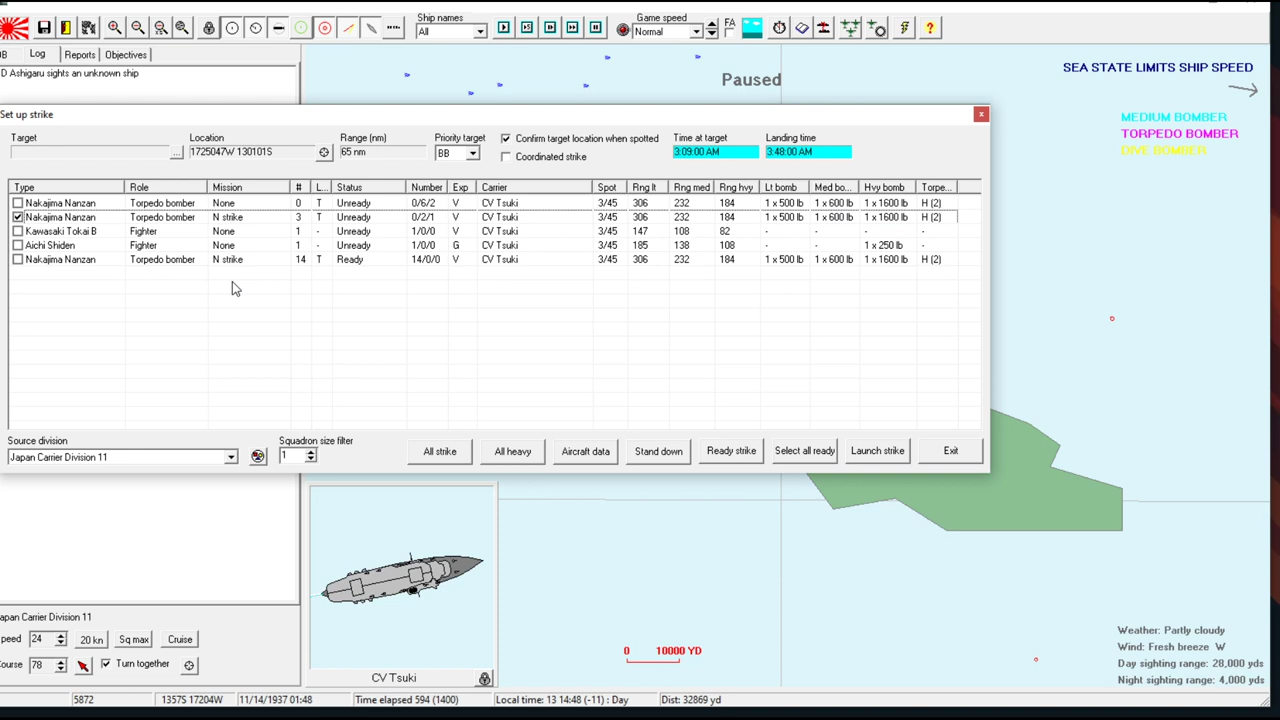 Ship names
Game speed
All
Normal
FA
Log
Reports
Objectives
D Ashigaru sights an unknown ship
Paused
SEA STATE LIMITS SHIP SPEED
MEDIUM BOMBER
TORPEDO BOMBER
DIVE BOMBER
Set up strike
x
Target
Location
Range (nm)
Priority target
Confirm target location when spotted
Time at target
Landing time
...
1725047W 130101S
65 nm
BB
Coordinated strike
3:09:00 AM
3:48:00 AM
Type Role Mission # L... Status Number Exp Carrier Spot Rng lt Rng med Rng hvy Lt bomb Med bo... Hvy bomb Torpe...
Nakajima Nanzan Torpedo bomber None 0 T Unready 0/6/2 V CV Tsuki 3/45 306 232 184 1 x 500 lb 1 x 600 lb 1 x 1600 lb H (2)
Nakajima Nanzan Torpedo bomber N strike 3 T Unready 0/2/1 V CV Tsuki 3/45 306 232 184 1 x 500 lb 1 x 600 lb 1 x 1600 lb H (2)
Kawasaki Tokai B Fighter None 1 - Unready 1/0/0 V CV Tsuki 3/45 147 108 82 - - - -
Aichi Shiden Fighter None 1 - Unready 1/0/0 G CV Tsuki 3/45 185 138 108 - - 1 x 250 lb -
Nakajima Nanzan Torpedo bomber N strike 14 T Ready 14/0/0 V CV Tsuki 3/45 306 232 184 1 x 500 lb 1 x 600 lb 1 x 1600 lb H (2)
Source division
Squadron size filter
Japan Carrier Division 11
1
All strike
All heavy
Aircraft data
Stand down
Ready strike
Select all ready
Launch strike
Exit
apan Carrier Division 11
peed 24 20 kn Sq max Cruise
Course 78 Turn together
CV Tsuki
0 10000 YD
Weather: Partly cloudy
Wind: Fresh breeze W
Day sighting range: 28,000 yds
Night sighting range: 4,000 yds
5872
1357S 17204W
11/14/1937 01:48
Time elapsed 594 (1400)
Local time: 13 14:48 (-11) : Day
Dist: 32869 yd